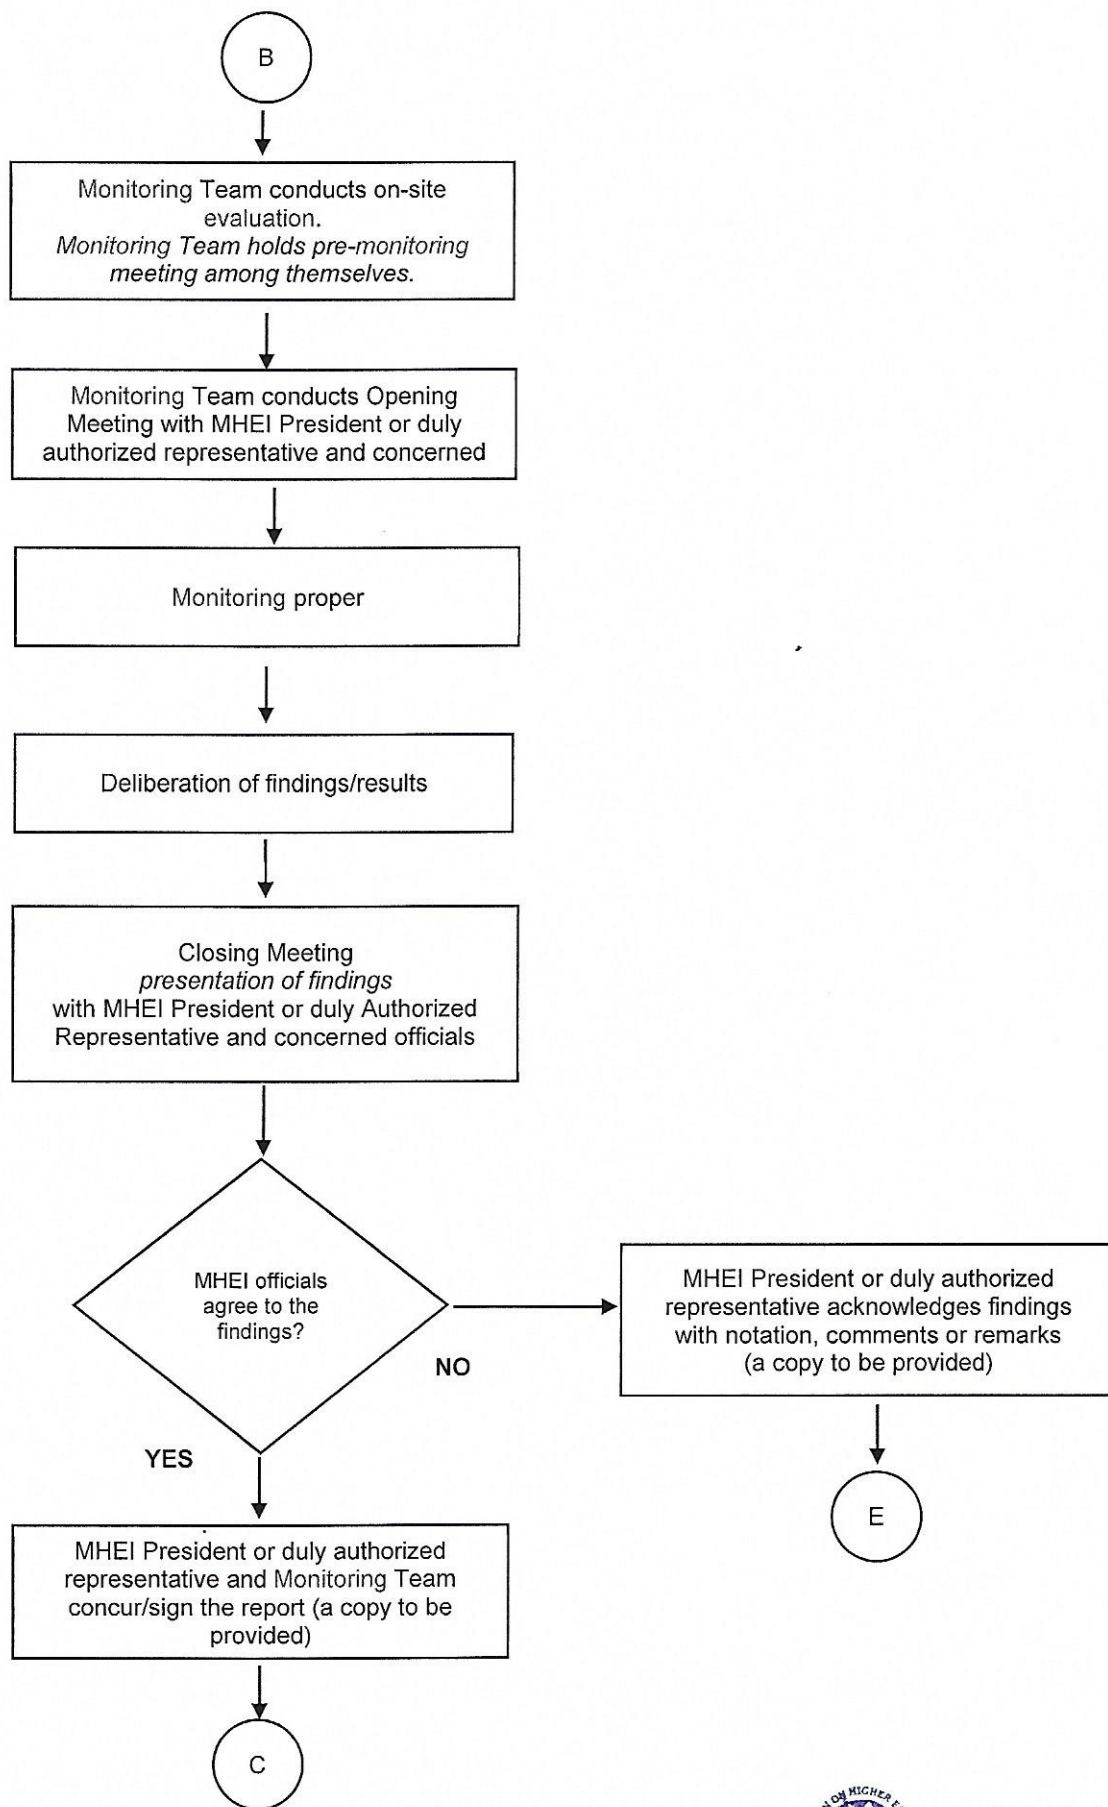 B
Monitoring Team conducts on-site
evaluation.
Monitoring Team holds pre-monitoring
meeting among themselves.
Monitoring Team conducts Opening
Meeting with MHEI President or duly
authorized representative and concerned
Monitoring proper
Deliberation of findings/results
Closing Meeting
presentation of findings
with MHEI President or duly Authorized
Representative and concerned officials
MHEI officials
agree to the
findings?
NO
MHEI President or duly authorized
representative acknowledges findings
with notation, comments or remarks
(a copy to be provided)
E
YES
MHEI President or duly authorized
representative and Monitoring Team
concur/sign the report (a copy to be
provided)
C
ON HIGHER